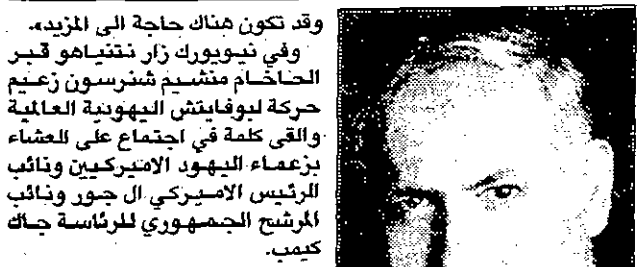 وقد تكون هناك حاجة الى المزيد».
وفي نيويورك زار نتنياهو قبر
الحاخام منشيم شنرسون زعيم
حركة لوبوفايتش اليهودية العالمية
والقى كلمة في اجتماع على العشاء
بزعماء اليهود الاميركيين ونائب
الرئيس الاميركي ال جور ونائب
المرشح الجمهوري للرئاسة جاك
كيمب.